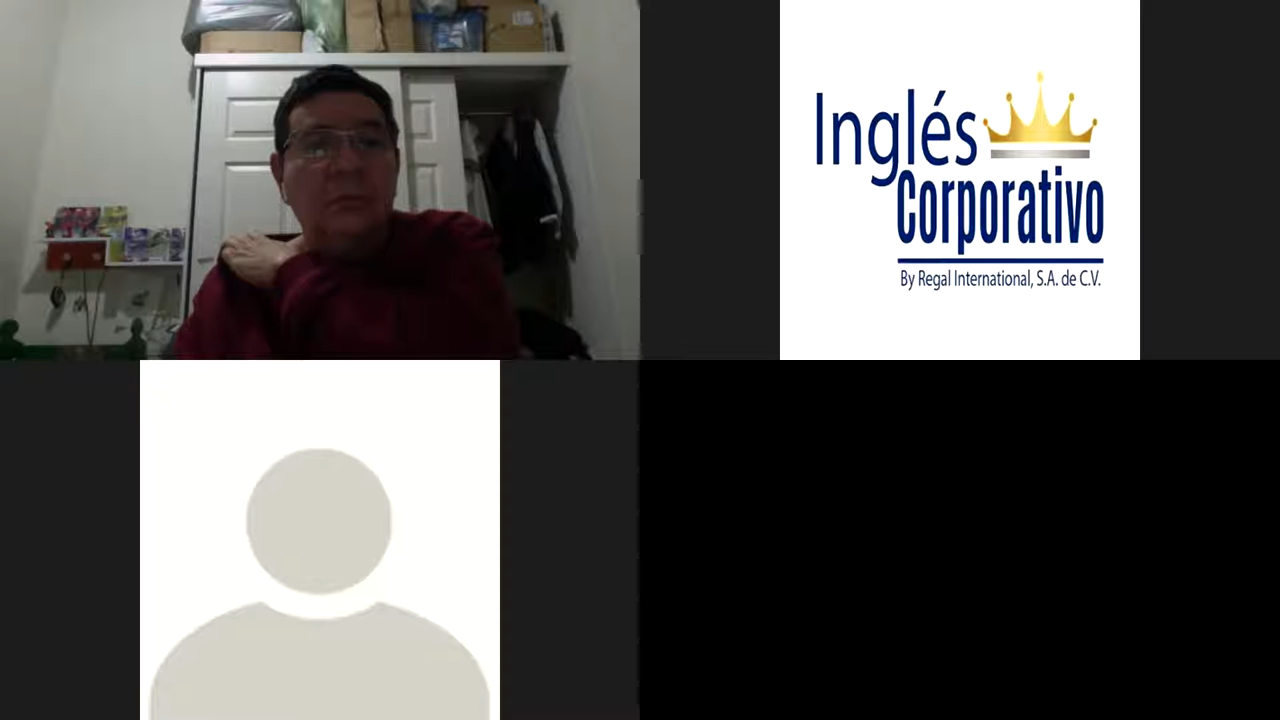 Inglés
Corporativo
By Regal International, S.A. de C.V.